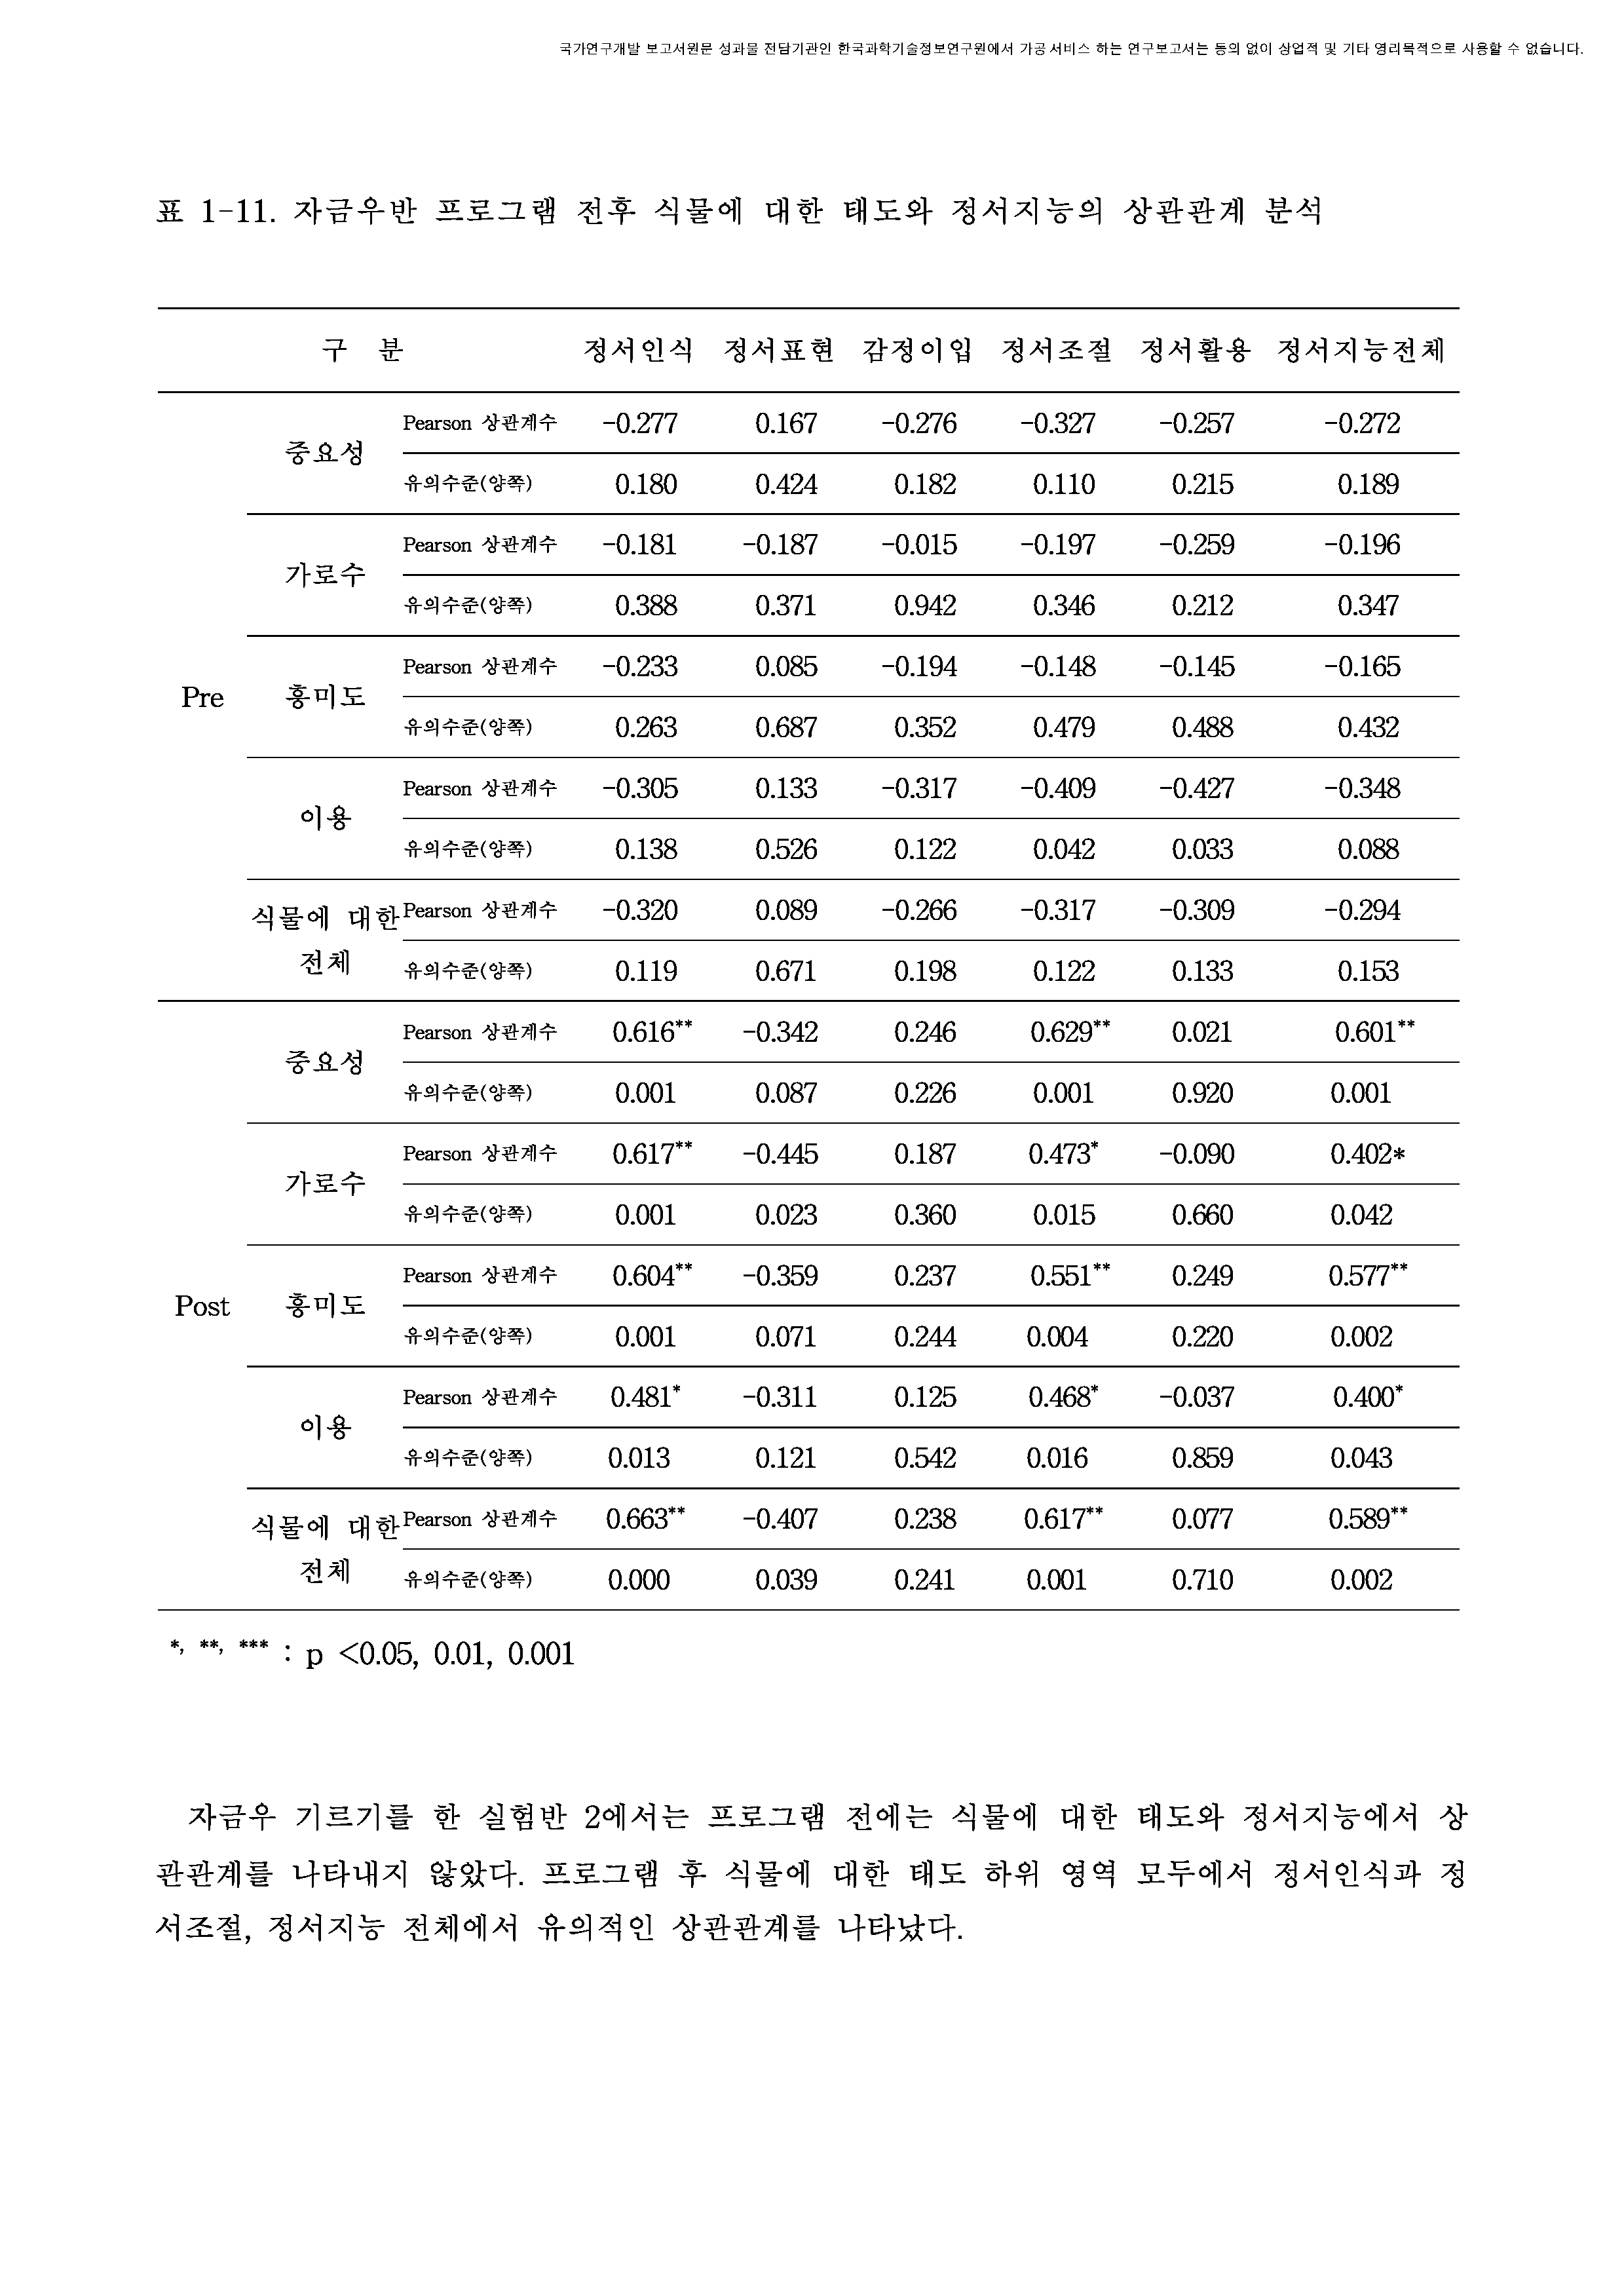 국가연구개발 보고서원문 성과물 전담기관인 한국과학기술정보연구원에서 가공·서비스 하는 연구보고서는 동의 없이 상업적 및 기타 영리목적으로 사용할 수 없습니다.
표 1-11. 자금우반 프로그램 전후 식물에 대한 태도와 정서지능의 상관관계 분석
구 분 정서인식 정서표현 감정이입 정서조절 정서활용 정서지능전체
Pre
중요성
Pearson 상관계수 -0.277 0.167 -0.276 -0.327 -0.257 -0.272
유의수준(양쪽) 0.180 0.424 0.182 0.110 0.215 0.189
가로수
Pearson 상관계수 -0.181 -0.187 -0.015 -0.197 -0.259 -0.196
유의수준(양쪽) 0.388 0.371 0.942 0.346 0.212 0.347
흥미도
Pearson 상관계수 -0.233 0.085 -0.194 -0.148 -0.145 -0.165
유의수준(양쪽) 0.263 0.687 0.352 0.479 0.488 0.432
이용
Pearson 상관계수 -0.305 0.133 -0.317 -0.409 -0.427 -0.348
유의수준(양쪽) 0.138 0.526 0.122 0.042 0.033 0.088
식물에 대한
전체
Pearson 상관계수 -0.320 0.089 -0.266 -0.317 -0.309 -0.294
유의수준(양쪽) 0.119 0.671 0.198 0.122 0.133 0.153
Post
중요성
Pearson 상관계수 0.616** -0.342 0.246 0.629** 0.021 0.601**
유의수준(양쪽) 0.001 0.087 0.226 0.001 0.920 0.001
가로수
Pearson 상관계수 0.617** -0.445 0.187 0.473* -0.090 0.402*
유의수준(양쪽) 0.001 0.023 0.360 0.015 0.660 0.042
흥미도
Pearson 상관계수 0.604** -0.359 0.237 0.551** 0.249 0.577**
유의수준(양쪽) 0.001 0.071 0.244 0.004 0.220 0.002
이용
Pearson 상관계수 0.481* -0.311 0.125 0.468* -0.037 0.400*
유의수준(양쪽) 0.013 0.121 0.542 0.016 0.859 0.043
식물에 대한
전체
Pearson 상관계수 0.663** -0.407 0.238 0.617** 0.077 0.589**
유의수준(양쪽) 0.000 0.039 0.241 0.001 0.710 0.002
*, **, *** : p <0.05, 0.01, 0.001
자금우 기르기를 한 실험반 2에서는 프로그램 전에는 식물에 대한 태도와 정서지능에서 상
관관계를 나타내지 않았다. 프로그램 후 식물에 대한 태도 하위 영역 모두에서 정서인식과 정
서조절, 정서지능 전체에서 유의적인 상관관계를 나타났다.